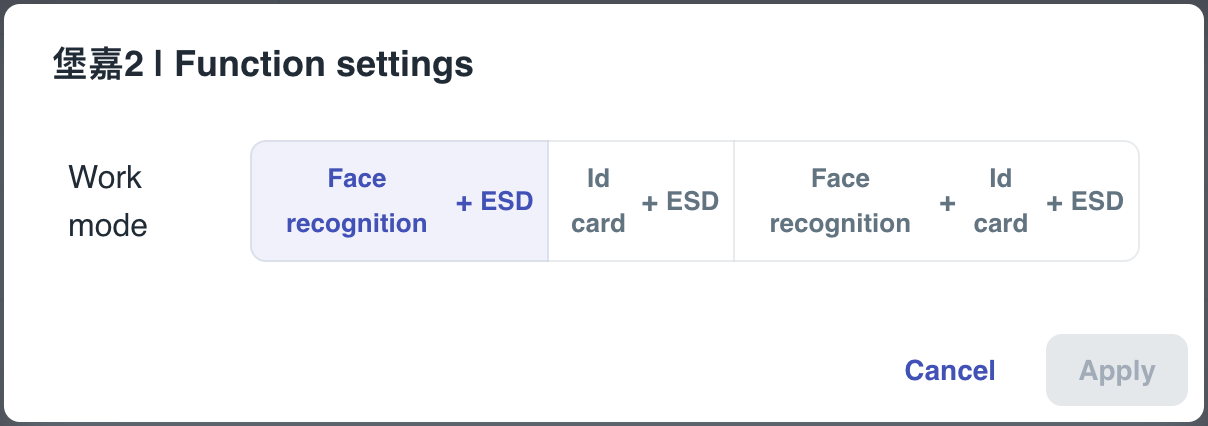 堡嘉2 | Function settings
Work
mode
Face
recognition
+ ESD
Id
card
+ ESD
Face
recognition
+
Id
card
+ ESD
Cancel
Apply